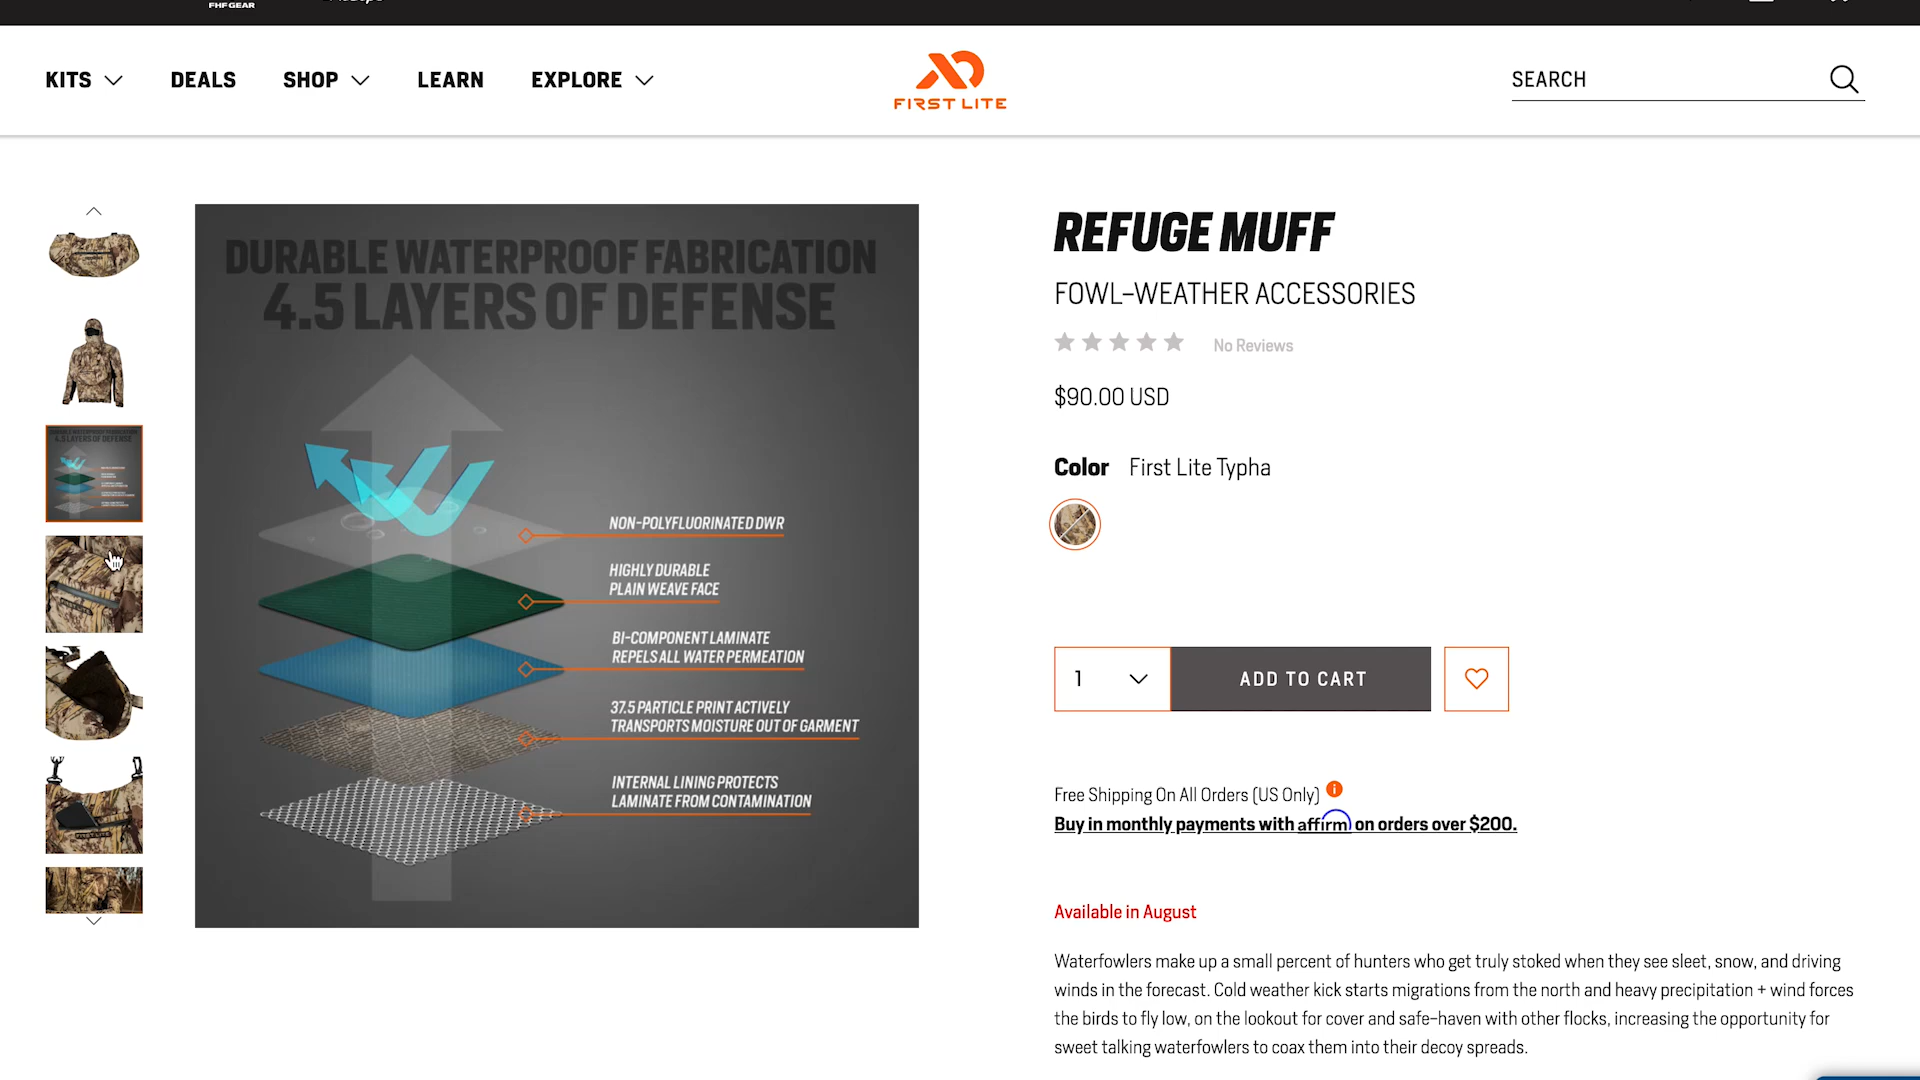 FHF GEAR
KITS
DEALS
SHOP
LEARN
EXPLORE
FIRST LITE
SEARCH
DURABLE WATERPROOF FABRICATION
4.5 LAYERS OF DEFENSE
NON-POLYFLUORINATED DWR
HIGHLY DURABLE
PLAIN WEAVE FACE
BI-COMPONENT LAMINATE
REPELS ALL WATER PERMEATION
37.5 PARTICLE PRINT ACTIVELY
TRANSPORTS MOISTURE OUT OF GARMENT
INTERNAL LINING PROTECTS
LAMINATE FROM CONTAMINATION
REFUGE MUFF
FOWL-WEATHER ACCESSORIES
No Reviews
$90.00 USD
Color First Lite Typha
1
ADD TO CART
Free Shipping On All Orders (US Only) i
Buy in monthly payments with affirm on orders over $200.
Available in August
Waterfowlers make up a small percent of hunters who get truly stoked when they see sleet, snow, and driving
winds in the forecast. Cold weather kick starts migrations from the north and heavy precipitation + wind forces
the birds to fly low, on the lookout for cover and safe-haven with other flocks, increasing the opportunity for
sweet talking waterfowlers to coax them into their decoy spreads.